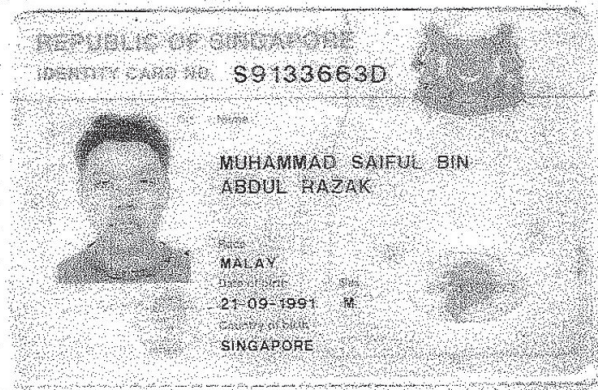 REPUBLIC OF SINGAPORE
IDENTITY CARD NO. S9133663D
Name
MUHAMMAD SAIFUL BIN
ABDUL RAZAK
Race
MALAY
Date of birth Sex
21-09-1991 M
Country of birth
SINGAPORE